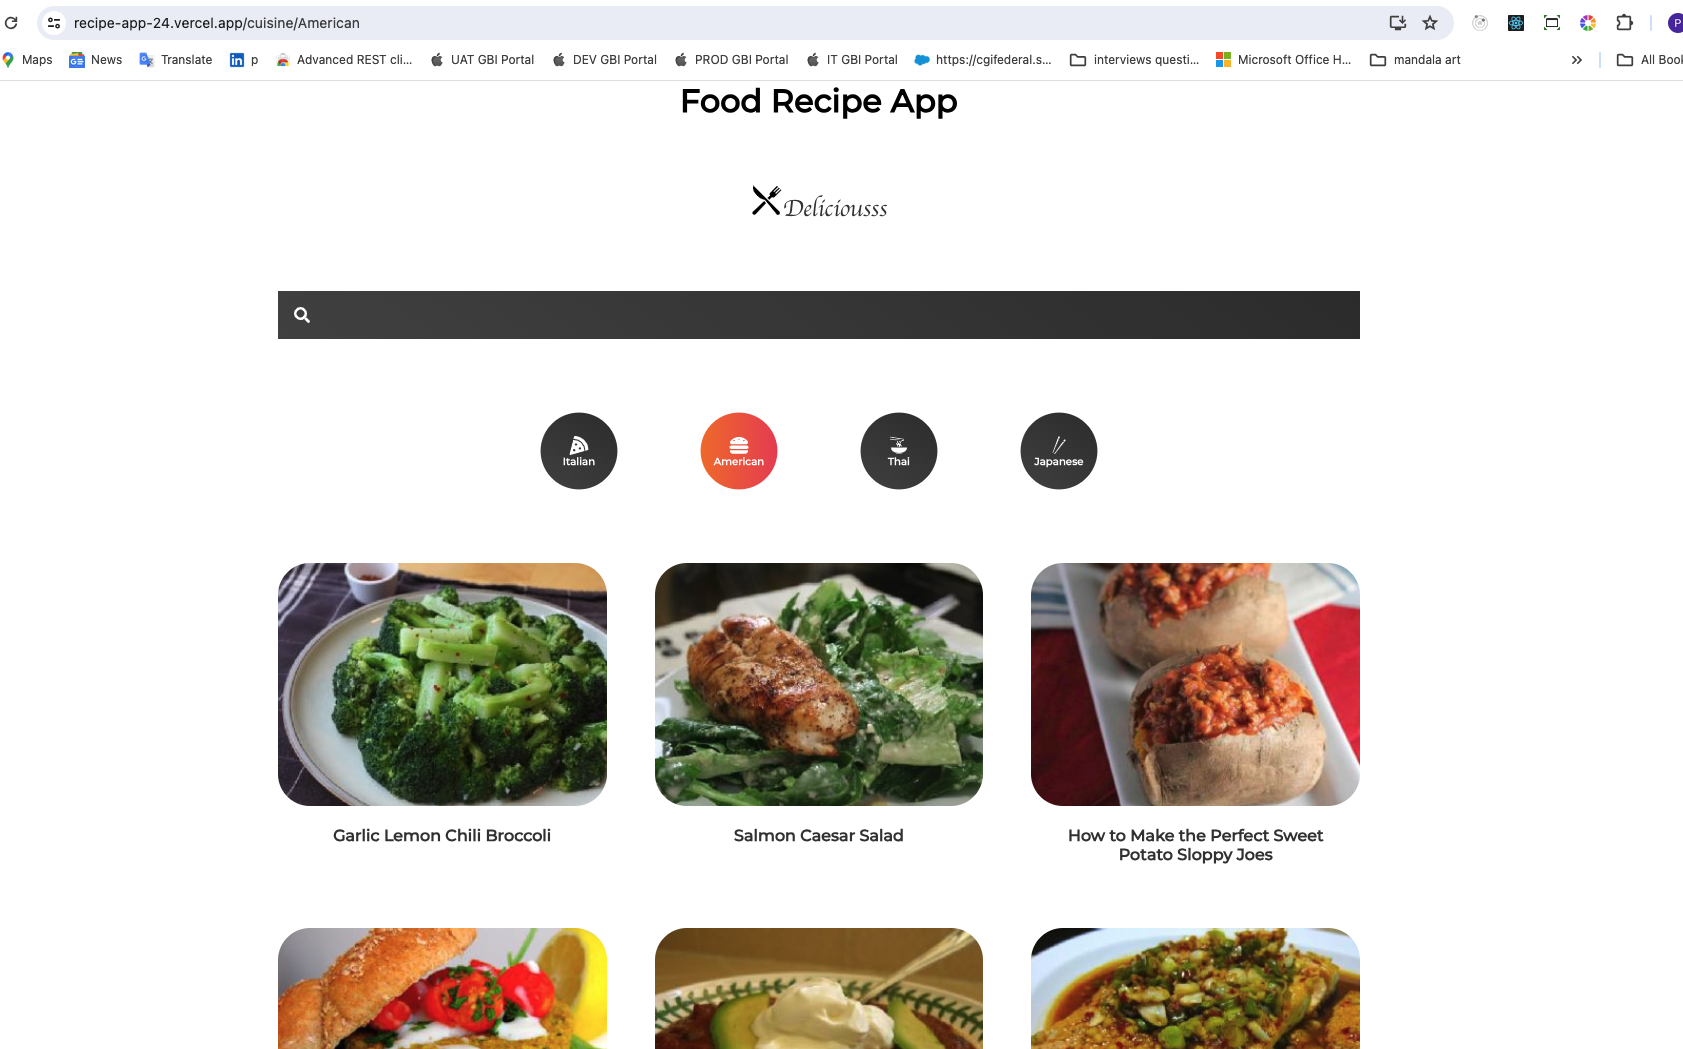 recipe-app-24.vercel.app/cuisine/American
P
Maps
News
Translate
p
Advanced REST cli...
UAT GBI Portal
DEV GBI Portal
PROD GBI Portal
IT GBI Portal
https://cgifederal.s...
interviews questi...
Microsoft Office H...
mandala art
All Book
Food Recipe App
Deliciousss
Italian
American
Thai
Japanese
Garlic Lemon Chili Broccoli
Salmon Caesar Salad
How to Make the Perfect Sweet
Potato Sloppy Joes